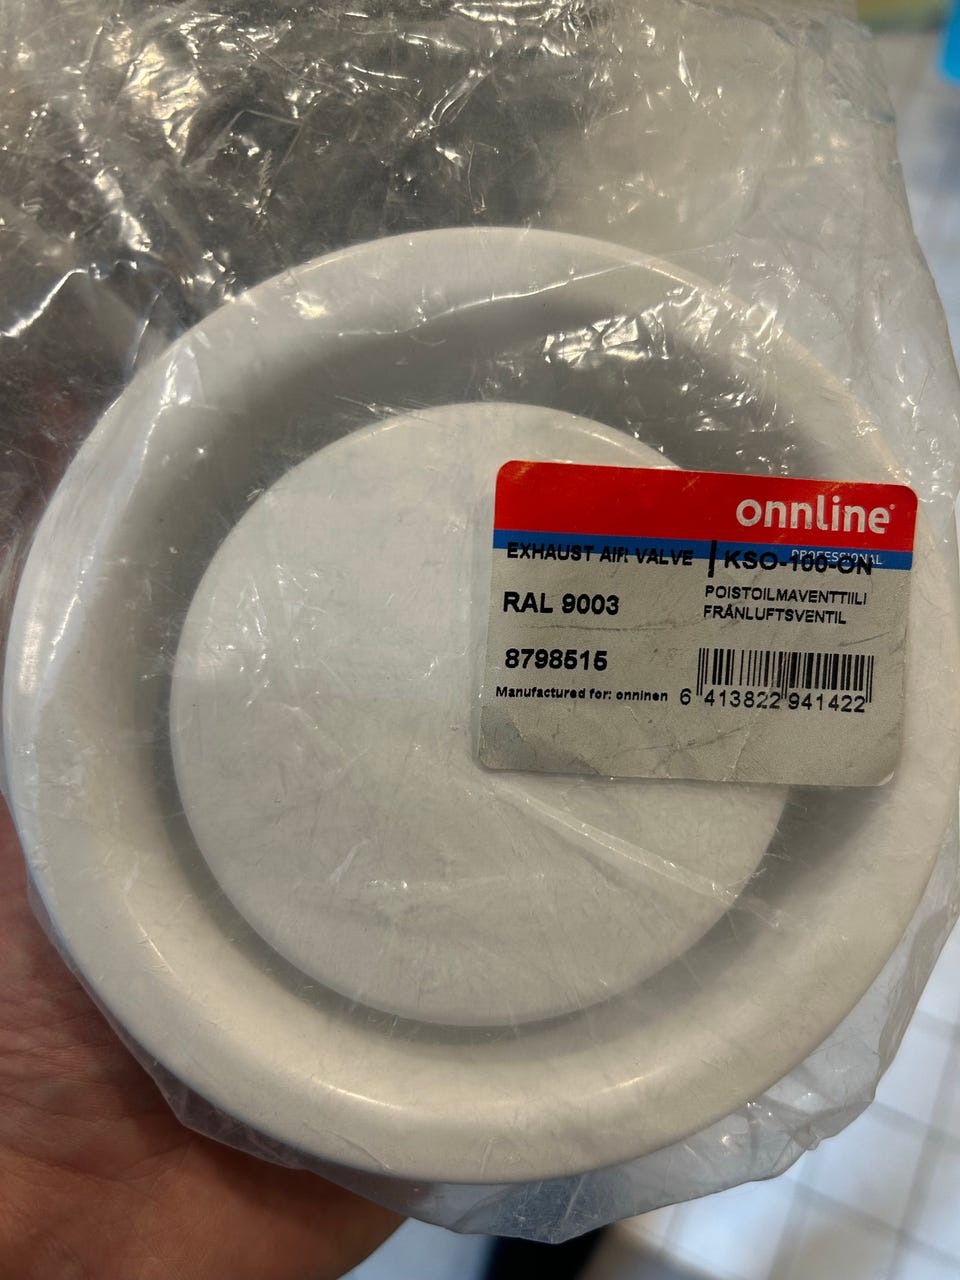 onnline®
PROFESSIONAL
EXHAUST AIR VALVE | KSO-100-ON
POISTOILMAVENTTIILI
RAL 9003
FRÅNLUFTSVENTIL
8798515
Manufactured for: onninen
6 413822 941422